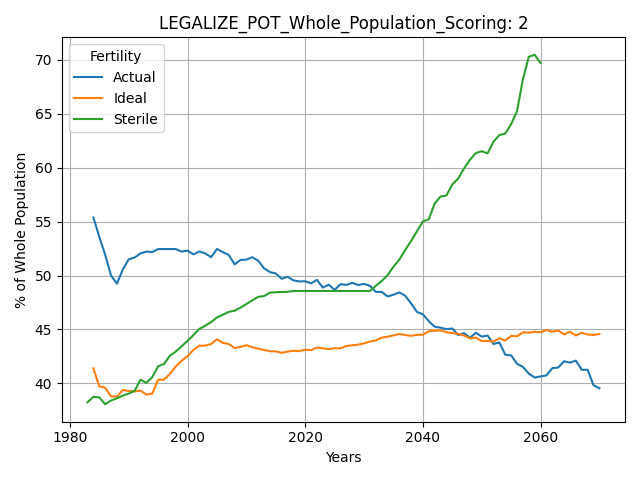 LEGALIZE_POT_Whole_Population_Scoring: 2
Fertility
Actual
Ideal
Sterile
% of Whole Population
70
65
60
55
50
45
40
1980
2000
2020
2040
2060
Years